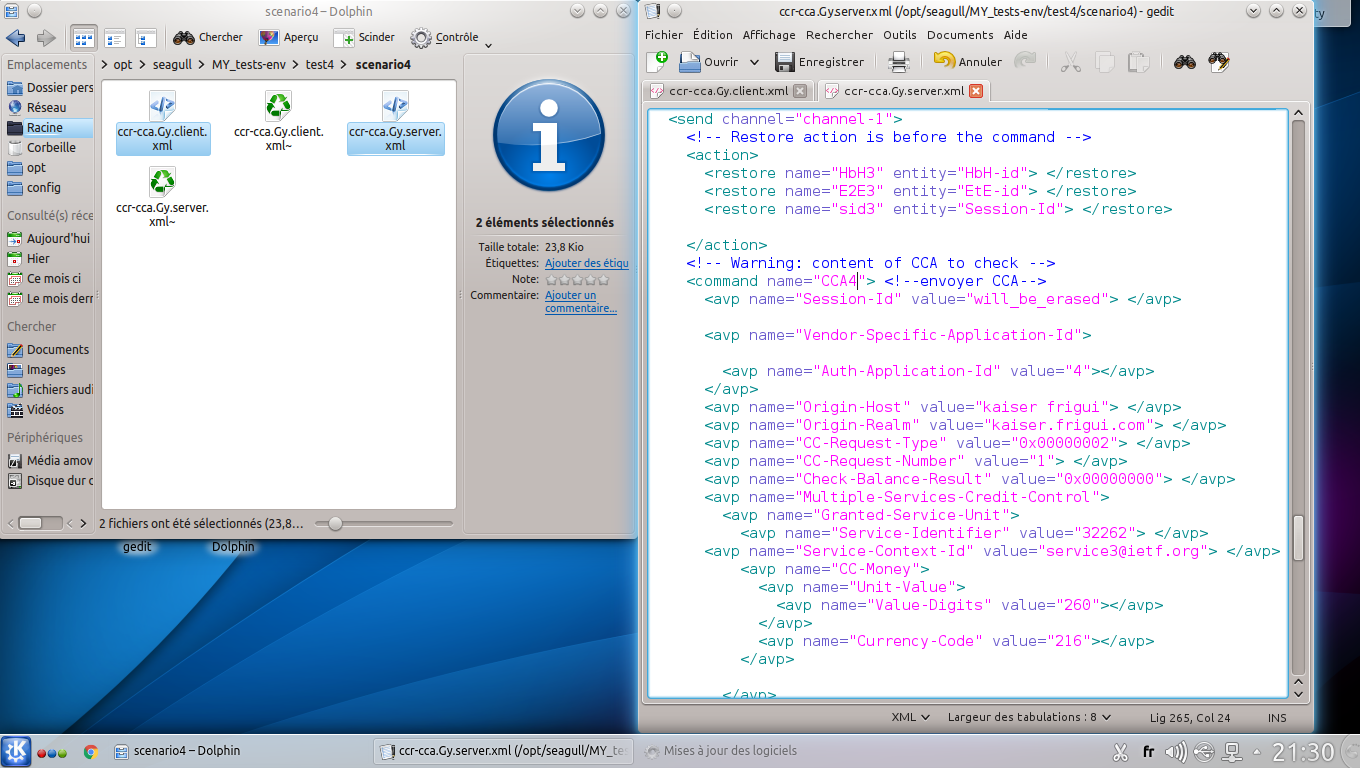 scenario4 – Dolphin
Chercher
Aperçu
Scinder
Contrôle
Emplacements
opt
seagull
MY_tests-env
test4
scenario4
Dossier pers
Réseau
Racine
Corbeille
opt
config
Consulté(s) réce
Aujourd'hui
Hier
Ce mois ci
Le mois derr
Chercher
Documents
Images
Fichiers audi
Vidéos
Périphériques
Média amov
Disque dur c
ccr-cca.Gy.client.
xml
ccr-cca.Gy.client.
xml~
ccr-cca.Gy.server.
xml
ccr-cca.Gy.server.
xml~
2 éléments sélectionnés
Taille totale: 23,8 Kio
Étiquettes: Ajouter des étiqu
Note:
Commentaire: Ajouter un
commentaire...
2 fichiers ont été sélectionnés (23,8...
gedit
Dolphin
ccr-cca.Gy.server.xml (/opt/seagull/MY_tests-env/test4/scenario4) - gedit
Fichier Édition Affichage Rechercher Outils Documents Aide
Ouvrir
Enregistrer
Annuler
ccr-cca.Gy.client.xml
ccr-cca.Gy.server.xml
<send channel="channel-1">
<!-- Restore action is before the command -->
<action>
<restore name="HbH3" entity="HbH-id"> </restore>
<restore name="E2E3" entity="EtE-id"> </restore>
<restore name="sid3" entity="Session-Id"> </restore>
</action>
<!-- Warning: content of CCA to check -->
<command name="CCA4"> <!--envoyer CCA-->
<avp name="Session-Id" value="will_be_erased"> </avp>
<avp name="Vendor-Specific-Application-Id">
<avp name="Auth-Application-Id" value="4"></avp>
</avp>
<avp name="Origin-Host" value="kaiser frigui"> </avp>
<avp name="Origin-Realm" value="kaiser.frigui.com"> </avp>
<avp name="CC-Request-Type" value="0x00000002"> </avp>
<avp name="CC-Request-Number" value="1"> </avp>
<avp name="Check-Balance-Result" value="0x00000000"> </avp>
<avp name="Multiple-Services-Credit-Control">
<avp name="Granted-Service-Unit">
<avp name="Service-Identifier" value="32262"> </avp>
<avp name="Service-Context-Id" value="service3@ietf.org"> </avp>
<avp name="CC-Money">
<avp name="Unit-Value">
<avp name="Value-Digits" value="260"></avp>
</avp>
<avp name="Currency-Code" value="216"></avp>
</avp>
</avp>
XML
Largeur des tabulations : 8
Lig 265, Col 24
INS
scenario4 – Dolphin
ccr-cca.Gy.server.xml (/opt/seagull/MY_tes
Mises à jour des logiciels
fr
21:30